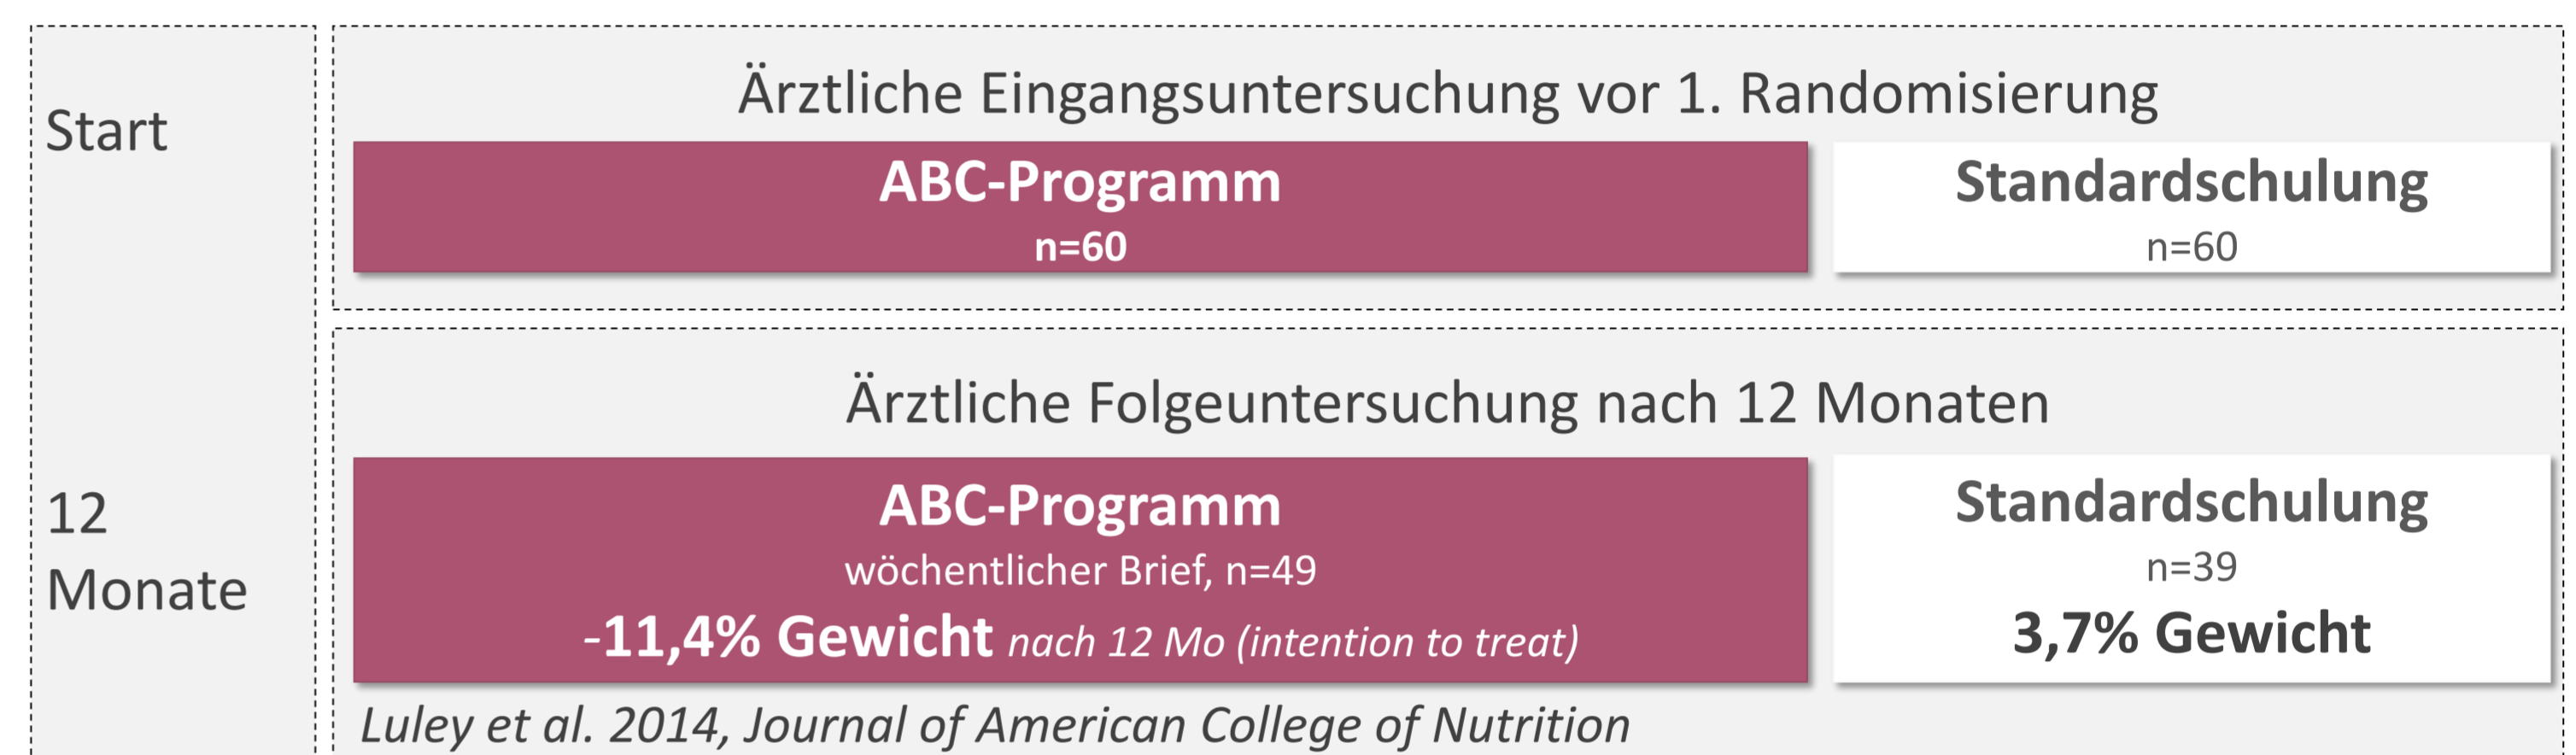 Start
Ärztliche Eingangsuntersuchung vor 1. Randomisierung
ABC-Programm
n=60
Standardschulung
n=60
12
Monate
Ärztliche Folgeuntersuchung nach 12 Monaten
ABC-Programm
wöchentlicher Brief, n=49
-11,4% Gewicht nach 12 Mo (intention to treat)
Standardschulung
n=39
3,7% Gewicht
Luley et al. 2014, Journal of American College of Nutrition